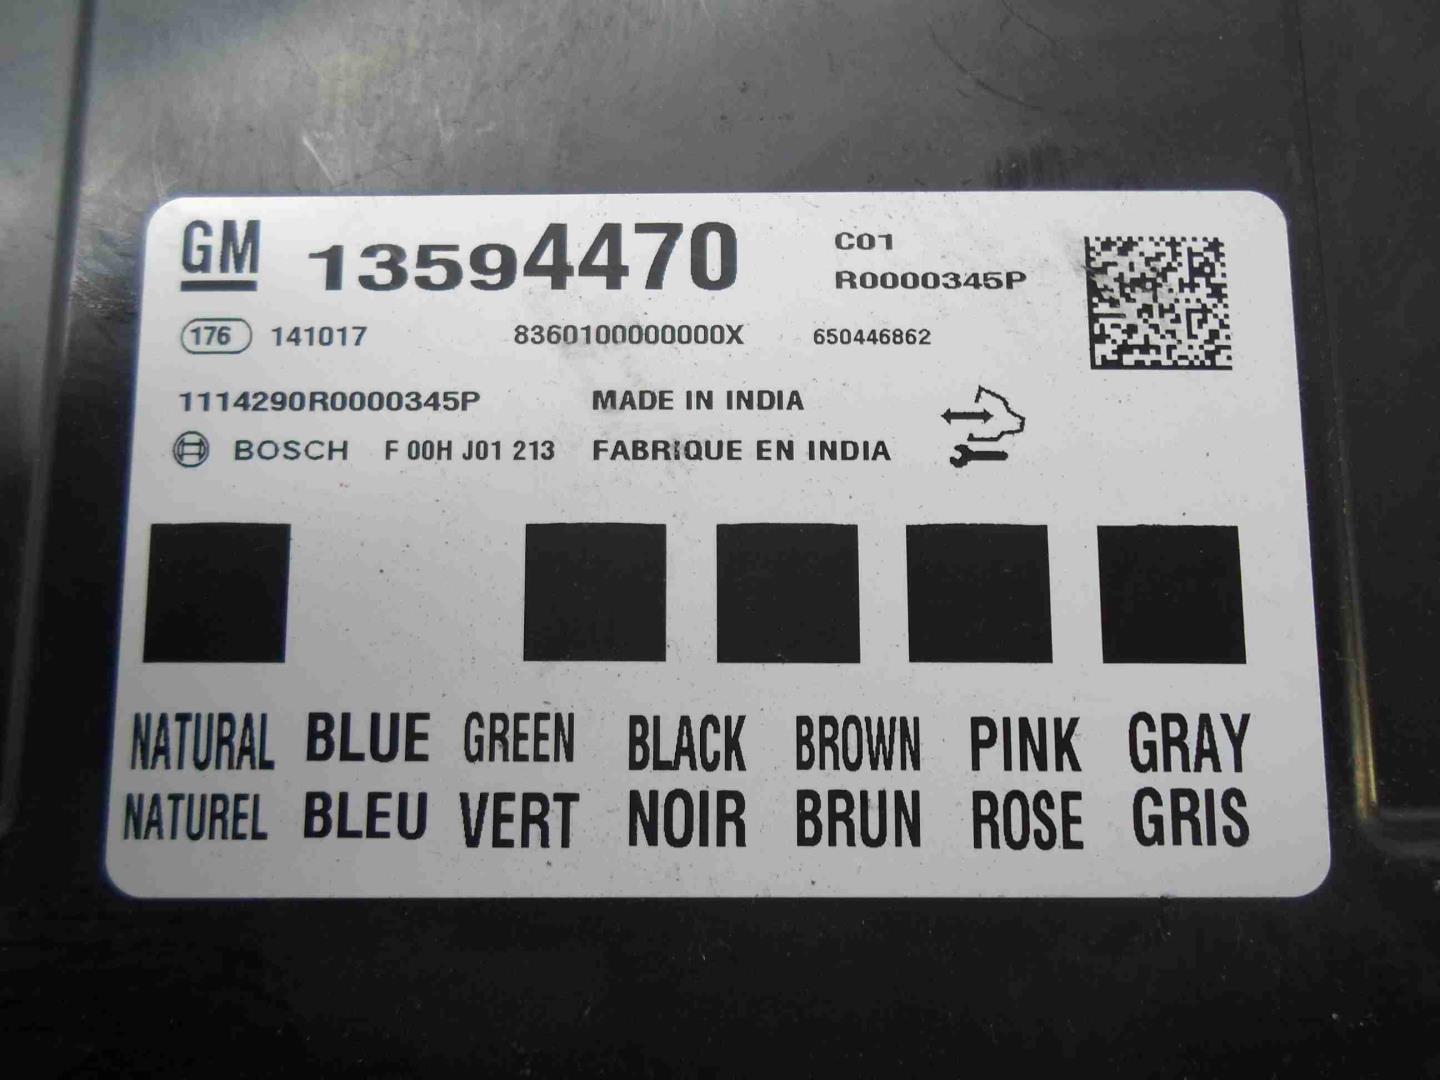 GM 13594470 C01
R0000345P
176 141017 8360100000000X 650446862
1114290R0000345P MADE IN INDIA
BOSCH F 00H J01 213 FABRIQUE EN INDIA
NATURAL BLUE GREEN BLACK BROWN PINK GRAY
NATUREL BLEU VERT NOIR BRUN ROSE GRIS